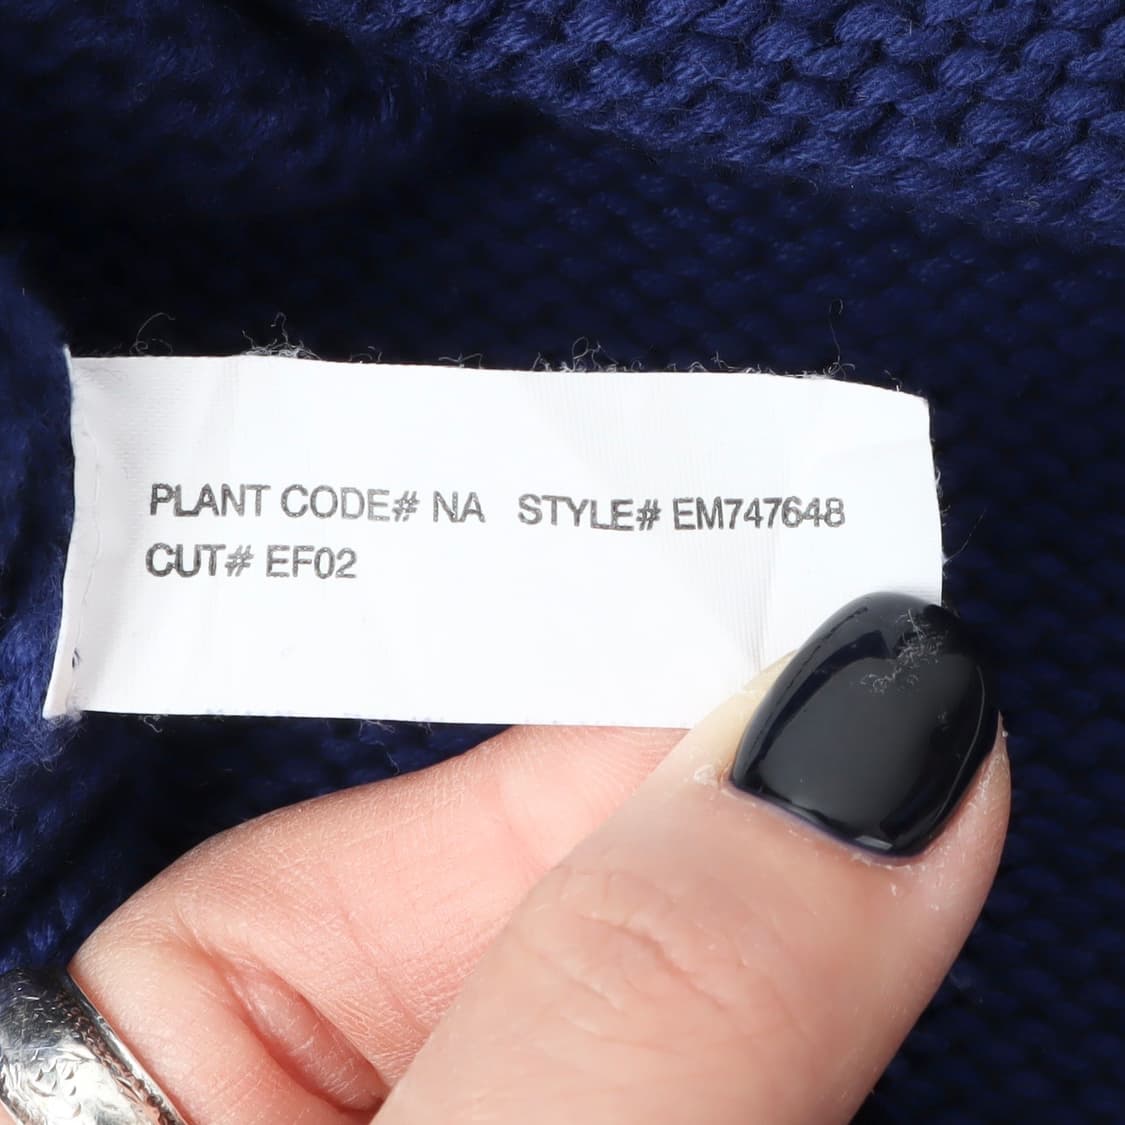 PLANT CODE# NA STYLE# EM747648
CUT# EF02